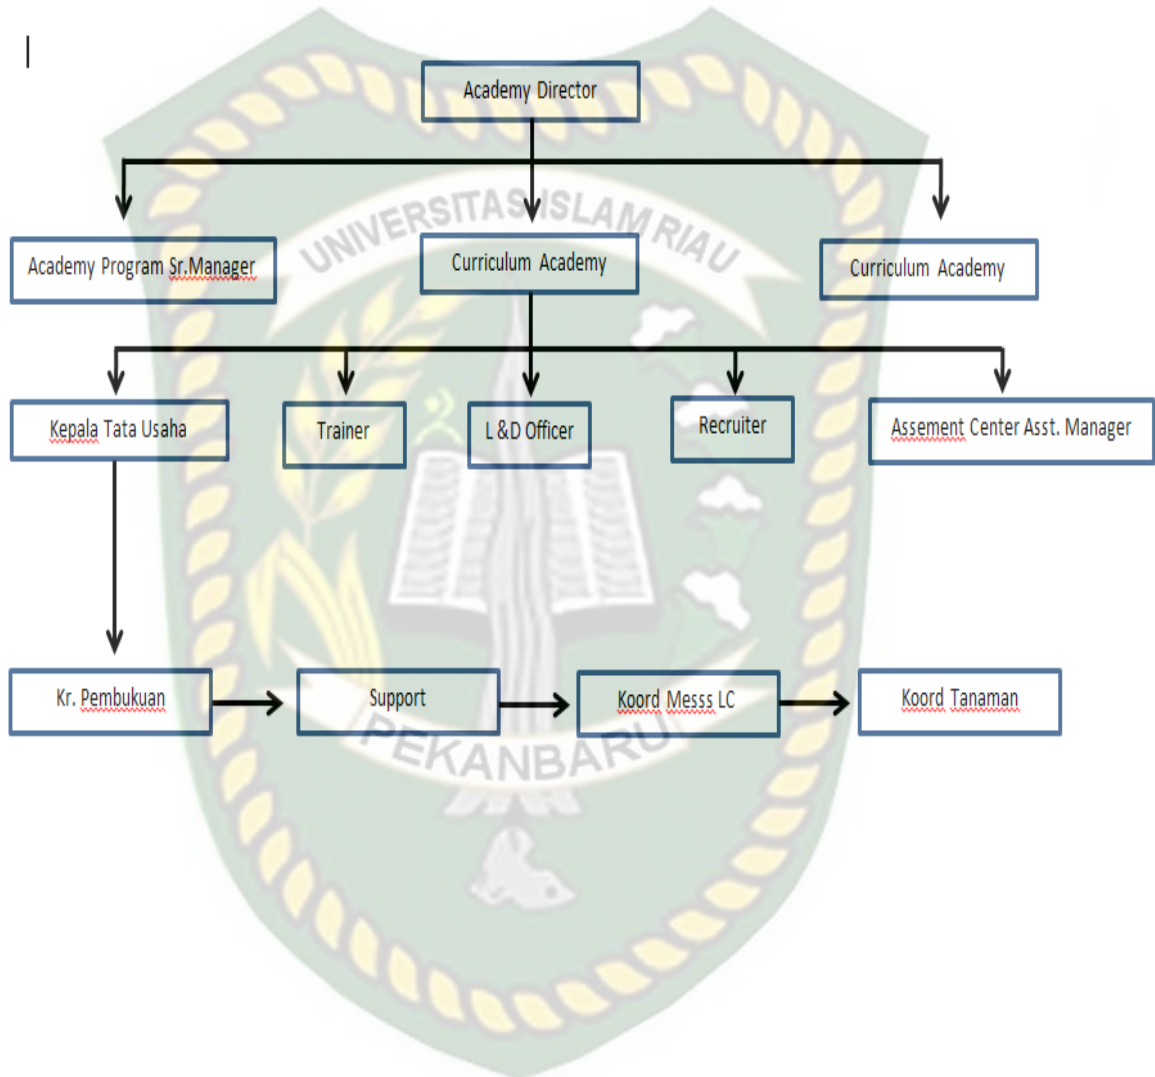 Academy Director
UNIVERSITAS ISLAM RIAU
Academy Program Sr.Manager
Curriculum Academy
Curriculum Academy
Kepala Tata Usaha
Trainer
L &D Officer
Recruiter
Assement Center Asst. Manager
Kr. Pembukuan
Support
Koord Messs LC
Koord Tanaman
PEKANBARU